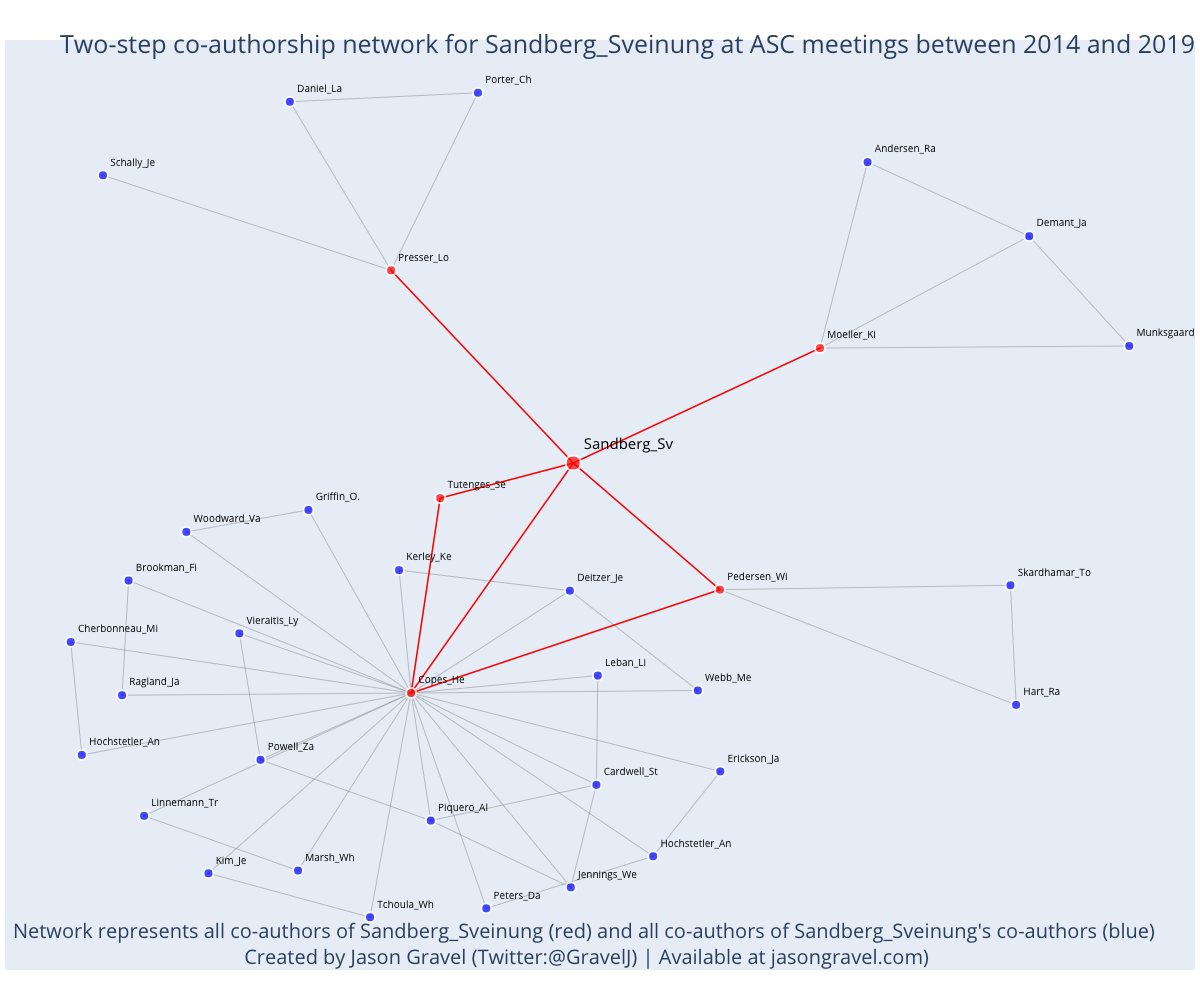 Two-step co-authorship network for Sandberg_Sveinung at ASC meetings between 2014 and 2019
Porter_Ch
Daniel_La
Andersen_Ra
Schally_Je
Demant_Ja
Presser_Lo
Munksgaard
Moeller_Ki
Sandberg_Sv
Tutenges_Se
Griffin_O.
Woodward_Va
Kerley_Ke
Brookman_Fi
Skardhamar_To
Deitzer_Je
Pedersen_Wi
Vieraitis_Ly
Cherbonneau_Mi
Leban_Li
Webb_Me
Copes_He
Ragland_Ja
Hart_Ra
Hochstetler_An
Powell_Za
Erickson_Ja
Cardwell_St
Linnemann_Tr
Piquero_Al
Hochstetler_An
Marsh_Wh
Kim_Je
Jennings_We
Peters_Da
Tchoula_Wh
Network represents all co-authors of Sandberg_Sveinung (red) and all co-authors of Sandberg_Sveinung's co-authors (blue)
Created by Jason Gravel (Twitter:@GravelJ) | Available at jasongravel.com)